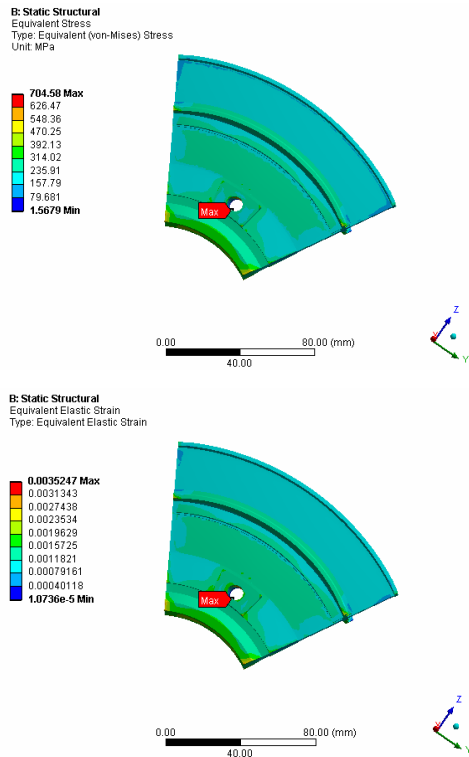 B: Static Structural
Equivalent Stress
Type: Equivalent (von-Mises) Stress
Unit: MPa
704.58 Max
626.47
548.36
470.25
392.13
314.02
235.91
157.79
79.681
1.5679 Min
Max
0.00
80.00 (mm)
40.00
Z
X
Y
B: Static Structural
Equivalent Elastic Strain
Type: Equivalent Elastic Strain
0.0035247 Max
0.0031343
0.0027438
0.0023534
0.0019629
0.0015725
0.0011821
0.00079161
0.00040118
1.0736e-5 Min
Max
0.00
80.00 (mm)
40.00
Z
X
Y